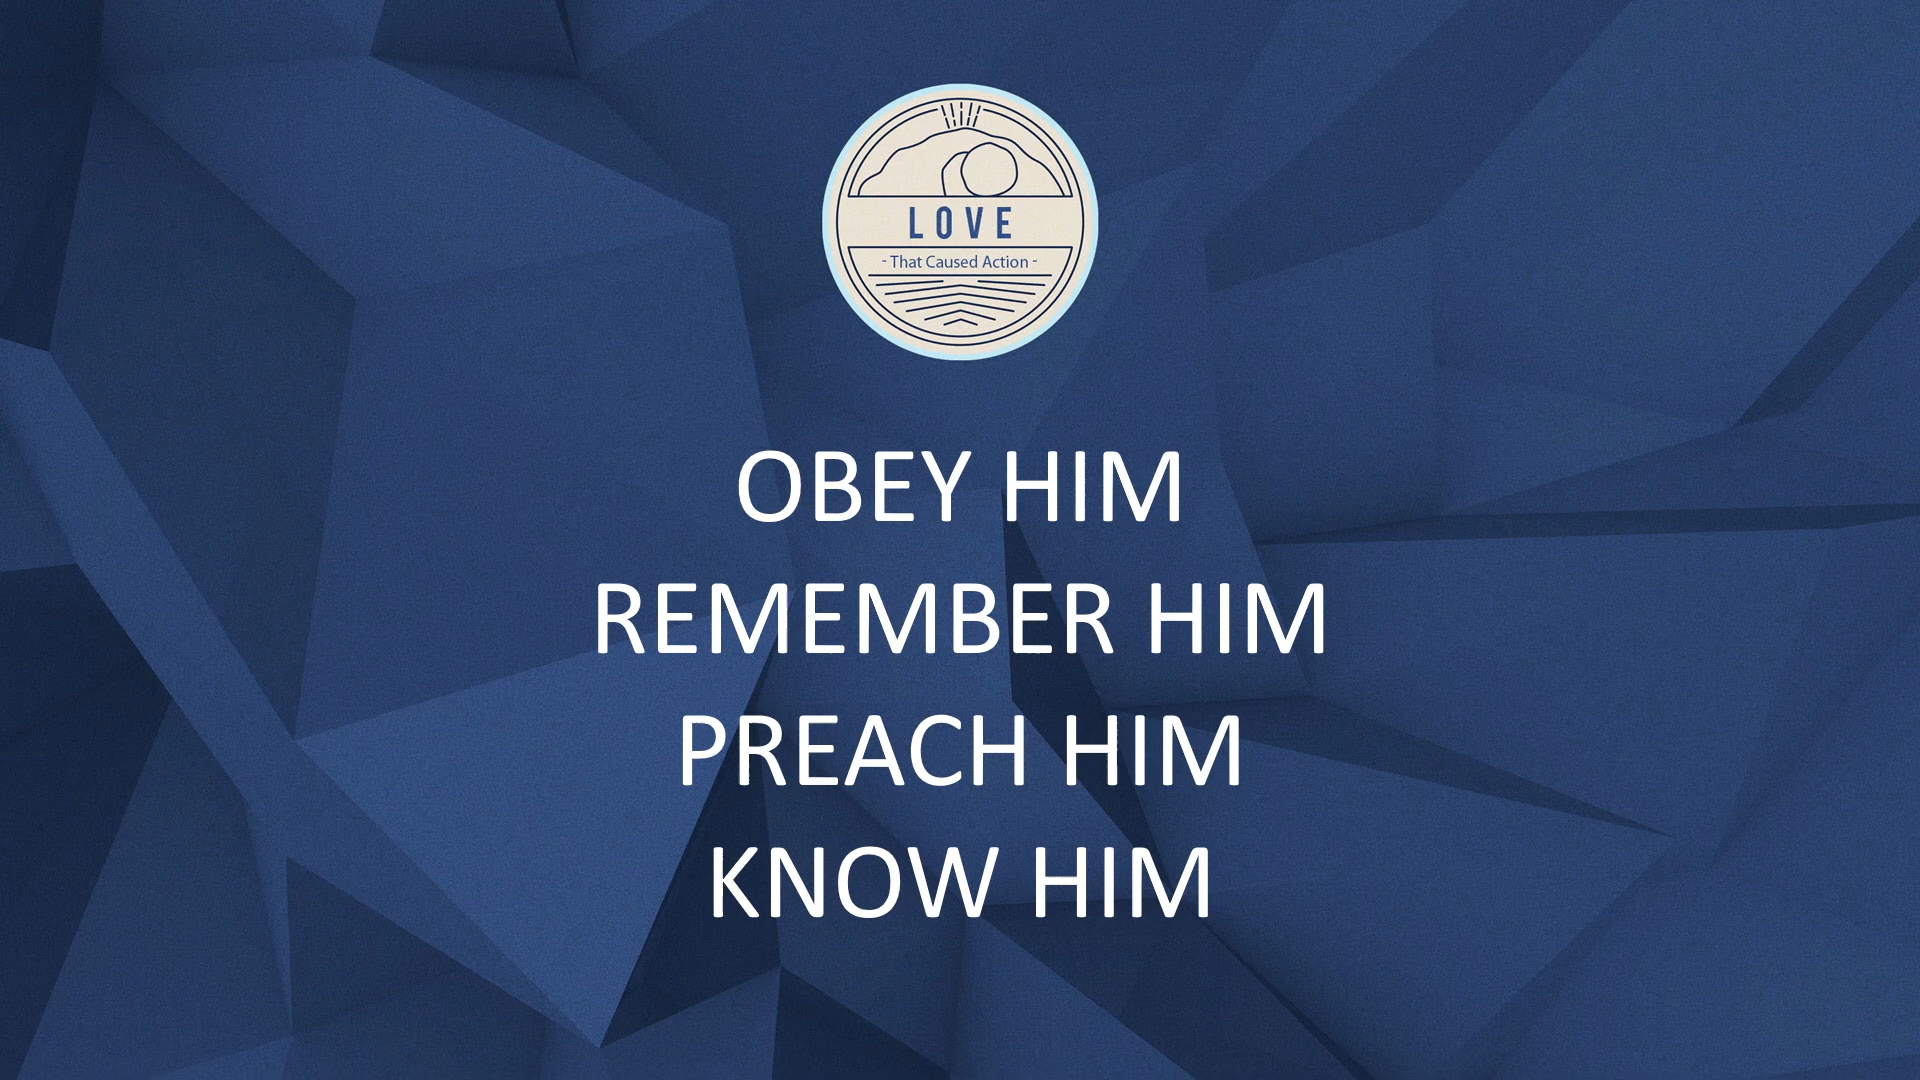 LOVE
- That Caused Action -
OBEY HIM
REMEMBER HIM
PREACH HIM
KNOW HIM